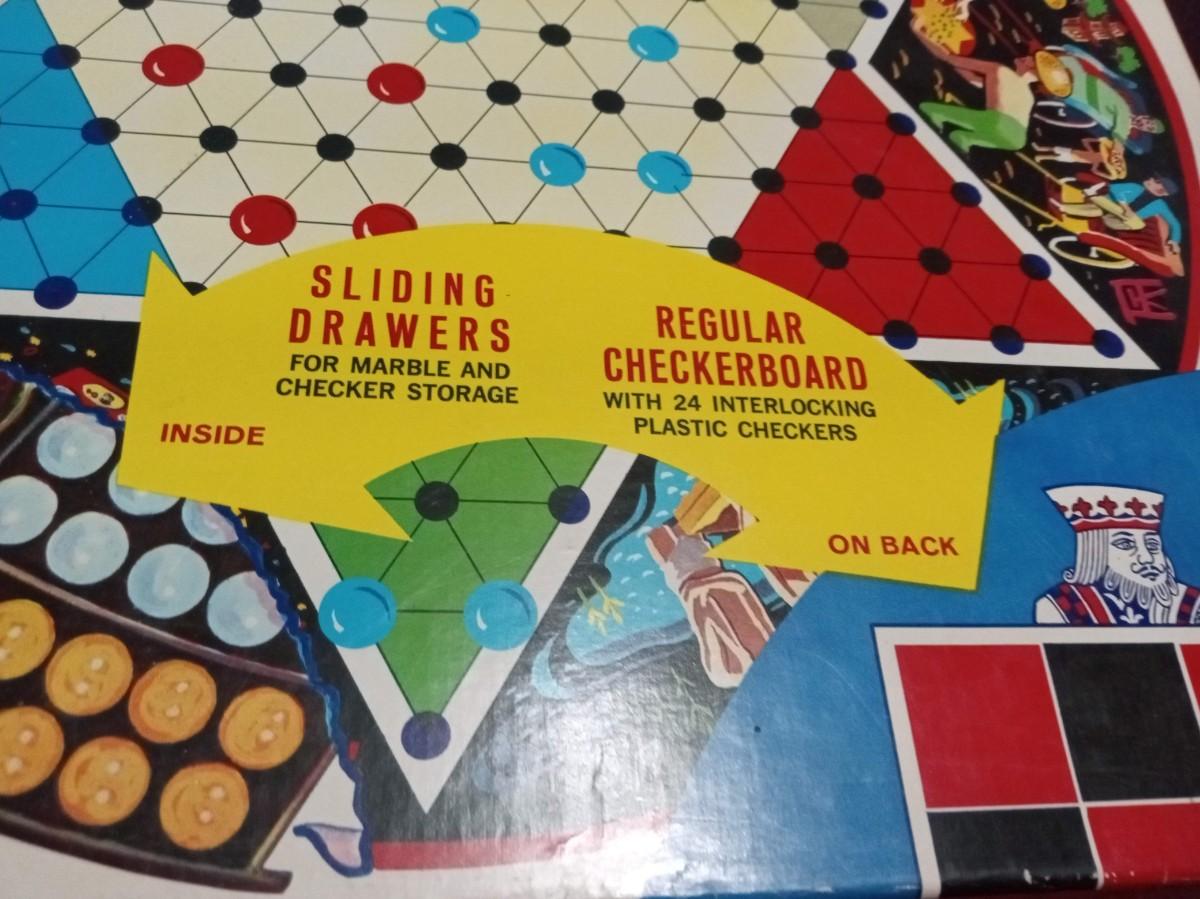 SLIDING
DRAWERS
FOR MARBLE AND
CHECKER STORAGE
INSIDE
REGULAR
CHECKERBOARD
WITH 24 INTERLOCKING
PLASTIC CHECKERS
ON BACK